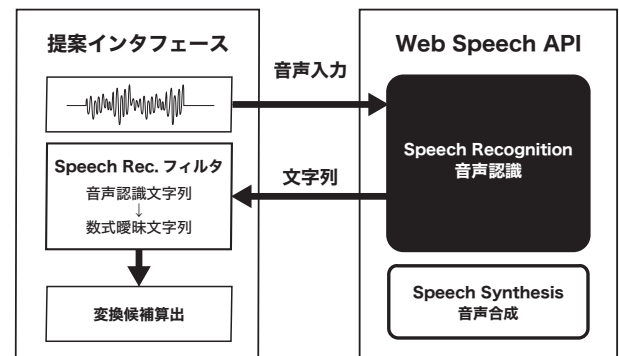 提案インタフェース
音声入力
Speech Rec. フィルタ
音声認識文字列
↓
数式曖昧文字列
変換候補算出
文字列
Web Speech API
Speech Recognition
音声認識
Speech Synthesis
音声合成